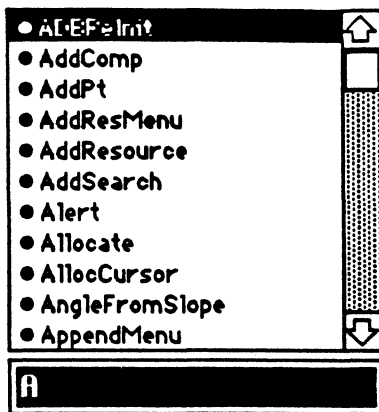 • AddComp
• AddPt
• AddResMenu
• AddResource
• AddSearch
• Alert
• Allocate
• AllocCursor
• AngleFromSlope
• AppendMenu
A